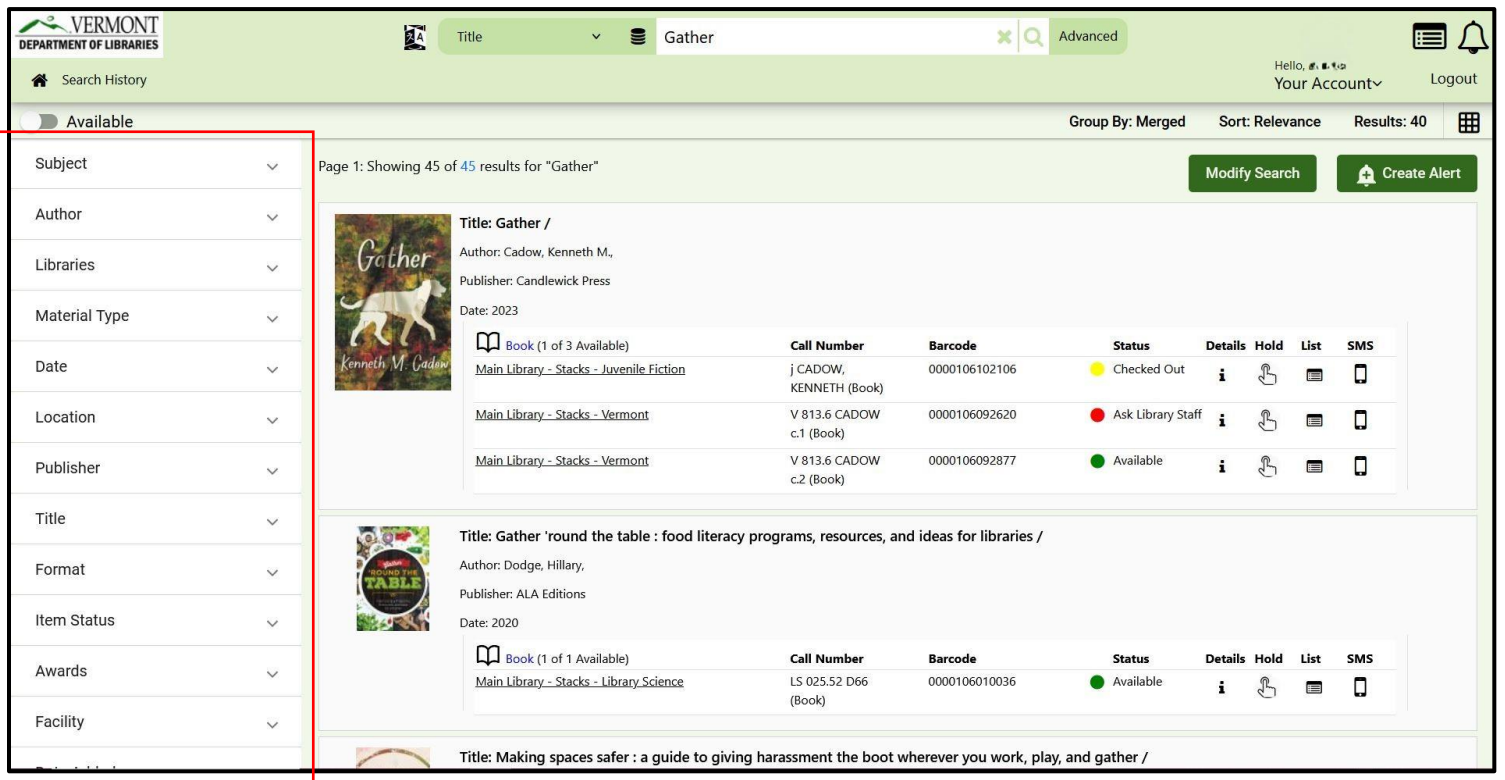 VERMONT
DEPARTMENT OF LIBRARIES
Title
Gather
Advanced
Hello,
Search History
Your Account
Logout
Available
Group By: Merged
Sort: Relevance
Results: 40
Subject
Author
Libraries
Material Type
Date
Location
Publisher
Title
Format
Item Status
Awards
Facility
Page 1: Showing 45 of 45 results for "Gather"
Modify Search
Create Alert
Gather
Kenneth M. Cadow
Title: Gather /
Author: Cadow, Kenneth M.,
Publisher: Candlewick Press
Date: 2023
Book (1 of 3 Available) Call Number Barcode Status Details Hold List SMS
Main Library - Stacks - Juvenile Fiction j CADOW, 0000106102106 Checked Out
KENNETH (Book)
Main Library - Stacks - Vermont V 813.6 CADOW 0000106092620 Ask Library Staff
c.1 (Book)
Main Library - Stacks - Vermont V 813.6 CADOW 0000106092877 Available
c.2 (Book)
Gather
'ROUND THE
TABLE
Title: Gather 'round the table : food literacy programs, resources, and ideas for libraries /
Author: Dodge, Hillary,
Publisher: ALA Editions
Date: 2020
Book (1 of 1 Available) Call Number Barcode Status Details Hold List SMS
Main Library - Stacks - Library Science LS 025.52 D66 0000106010036 Available
(Book)
Title: Making spaces safer : a guide to giving harassment the boot wherever you work, play, and gather /